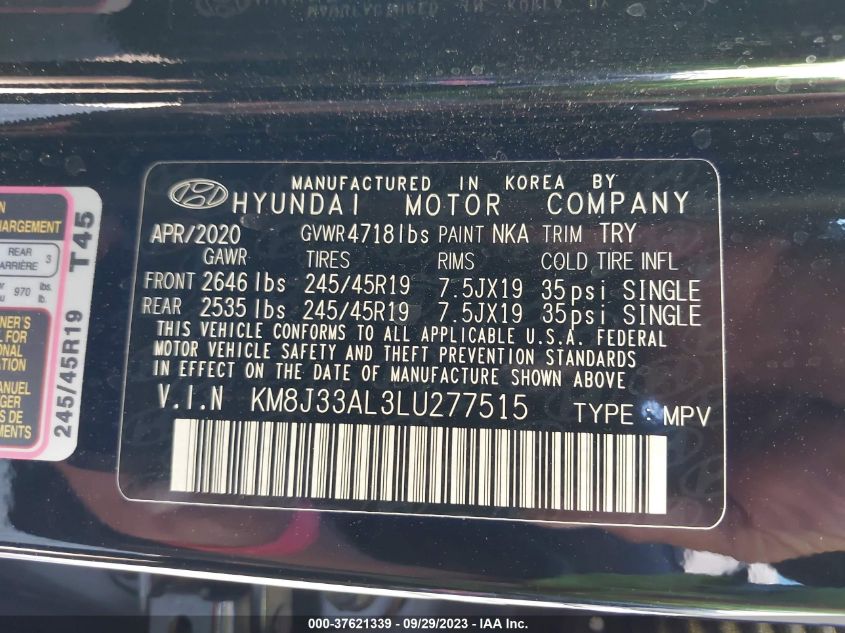 MANUFACTURED IN KOREA BY
HYUNDAI MOTOR COMPANY
APR/2020 GVWR 4718 lbs PAINT NKA TRIM TRY
GAWR TIRES RIMS COLD TIRE INFL
FRONT 2646 lbs 245/45R19 7.5JX19 35psi SINGLE
REAR 2535 lbs 245/45R19 7.5JX19 35psi SINGLE
THIS VEHICLE CONFORMS TO ALL APPLICABLE U.S.A. FEDERAL
MOTOR VEHICLE SAFETY AND THEFT PREVENTION STANDARDS
IN EFFECT ON THE DATE OF MANUFACTURE SHOWN ABOVE
V.I.N KM8J33AL3LU277515 TYPE : MPV
REAR 3
970 lb.
T45
245/45R19
000-37621339 / 09/29/2023 / IAAI.COM